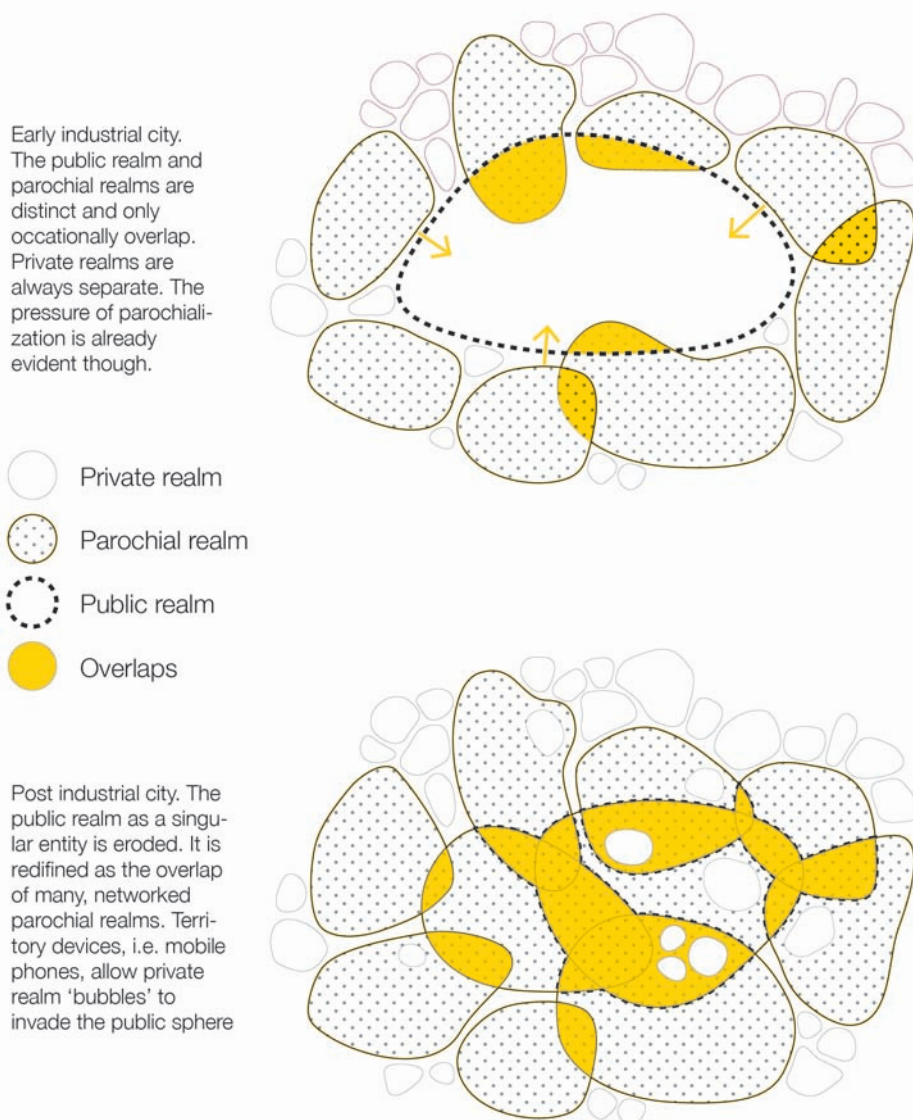 Early industrial city.
The public realm and
parochial realms are
distinct and only
occationally overlap.
Private realms are
always separate. The
pressure of parochiali-
zation is already
evident though.
Private realm
Parochial realm
Public realm
Overlaps
Post industrial city. The
public realm as a singu-
lar entity is eroded. It is
redifined as the overlap
of many, networked
parochial realms. Terri-
tory devices, i.e. mobile
phones, allow private
realm ‘bubbles’ to
invade the public sphere